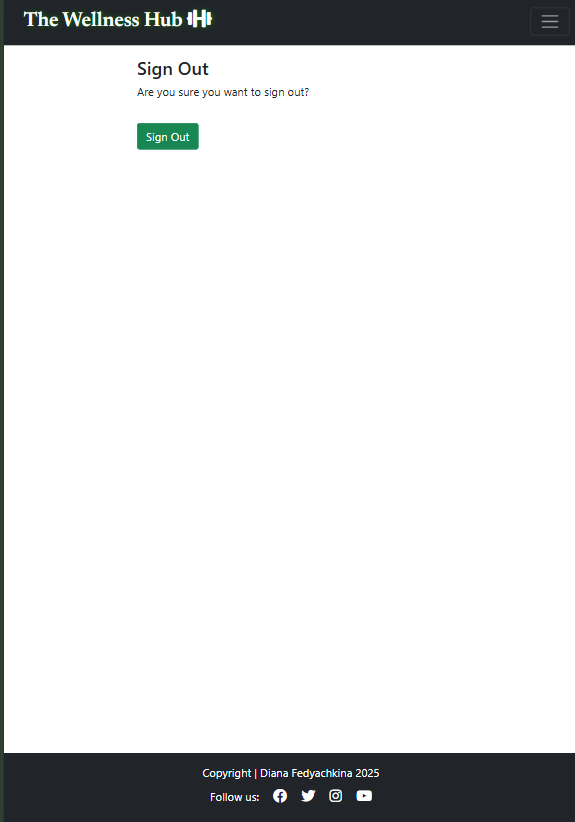 The Wellness Hub
Sign Out
Are you sure you want to sign out?
Sign Out
Copyright | Diana Fedyachkina 2025
Follow us: